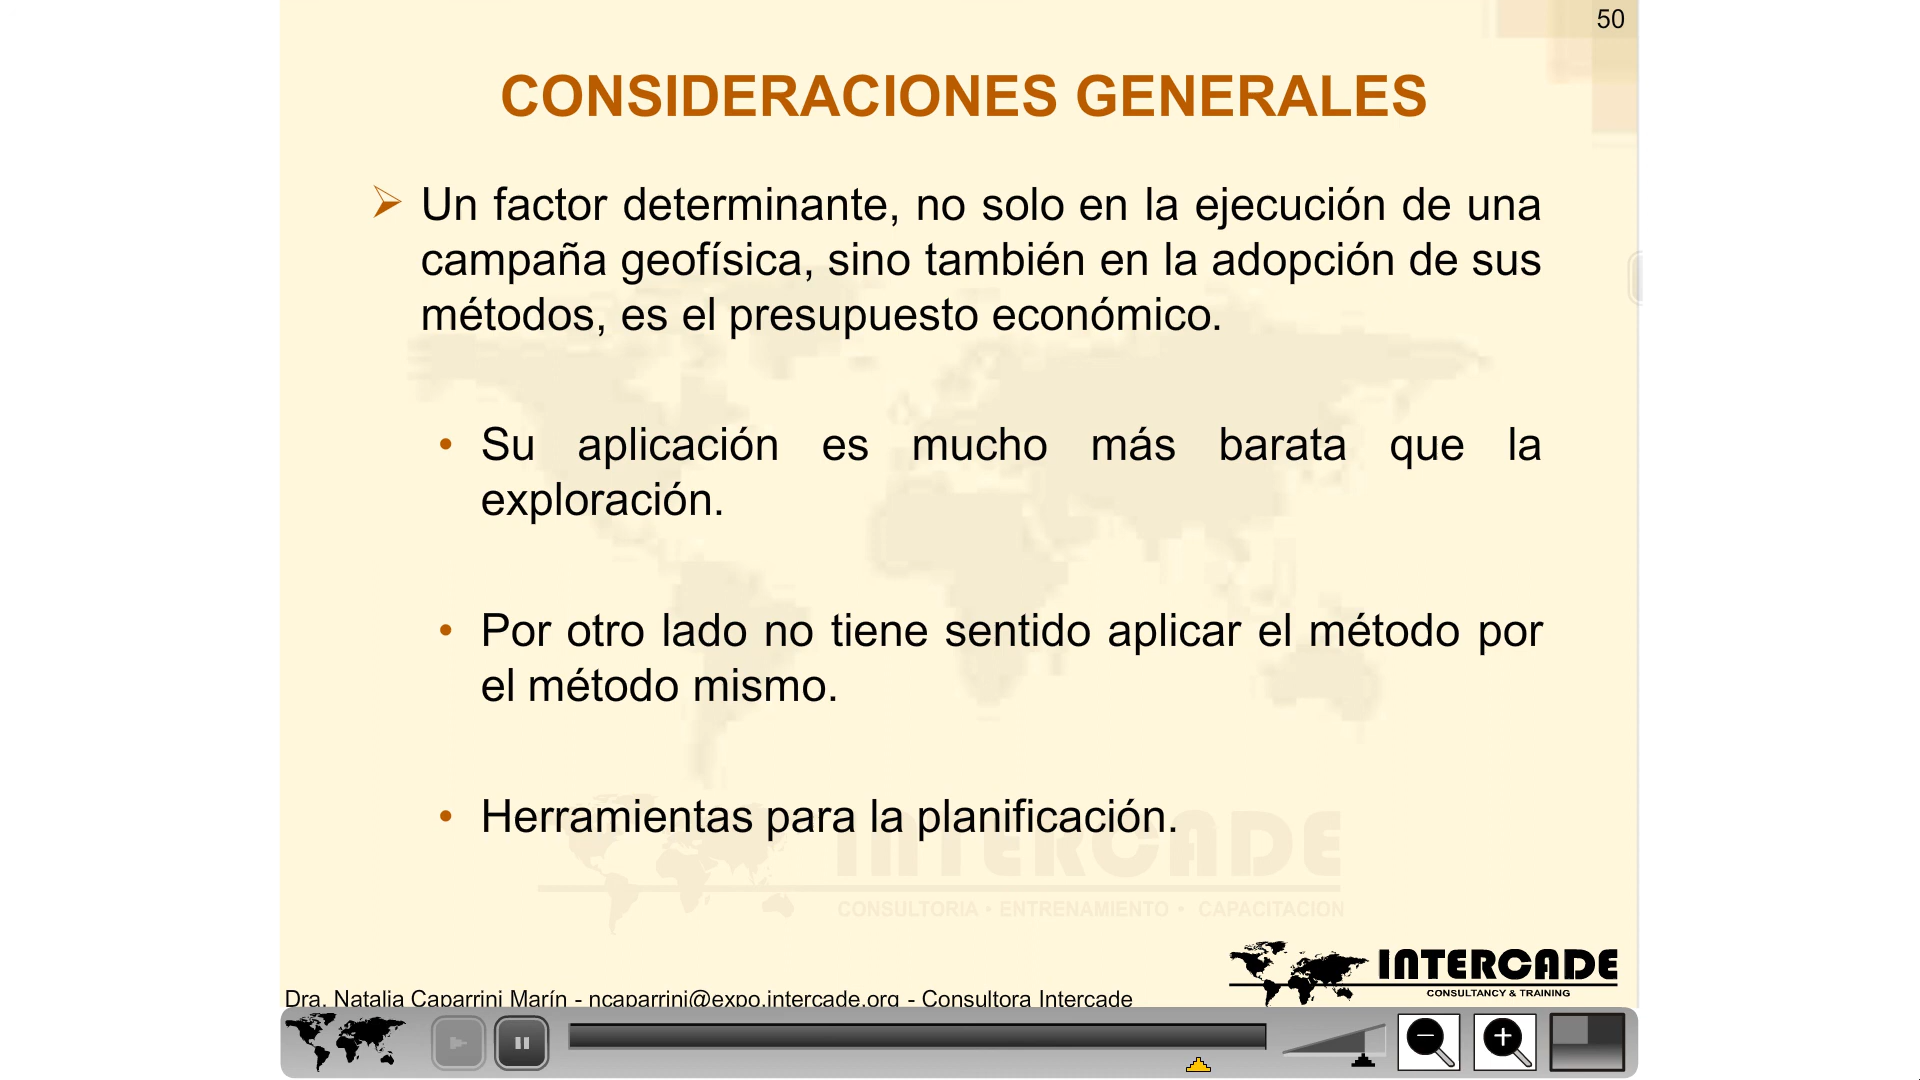 50
CONSIDERACIONES GENERALES
Un factor determinante, no solo en la ejecución de una
campaña geofísica, sino también en la adopción de sus
métodos, es el presupuesto económico.
• Su aplicación es mucho más barata que la
exploración.
• Por otro lado no tiene sentido aplicar el método por
el método mismo.
• Herramientas para la planificación.
INTERCADE
CONSULTORIA • ENTRENAMIENTO • CAPACITACION
INTERCADE
CONSULTANCY & TRAINING
Dra. Natalia Caparrini Marín - ncaparrini@expo.intercade.org - Consultora Intercade